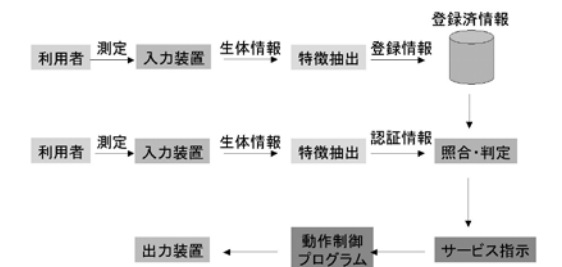 登録済情報
利用者
測定
入力装置
生体情報
特徴抽出
登録情報
利用者
測定
入力装置
生体情報
特徴抽出
認証情報
照合・判定
出力装置
動作制御
プログラム
サービス指示